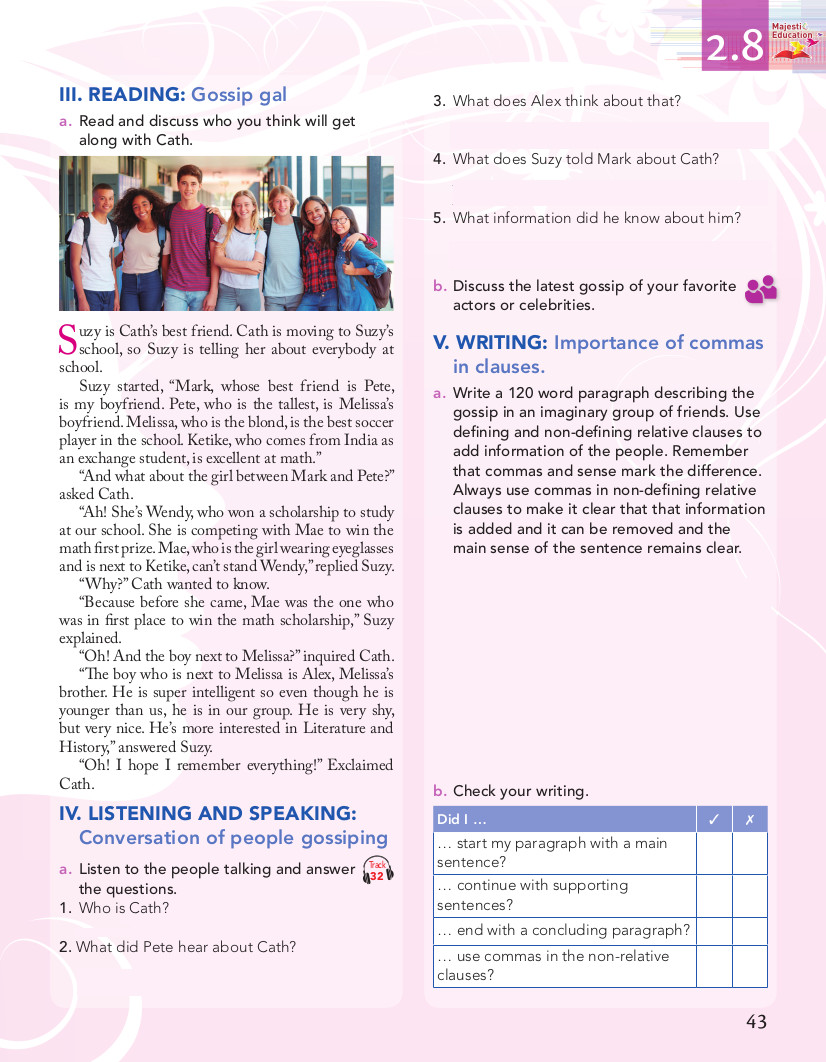 2.8
Majesti
Education
III. READING: Gossip gal
a. Read and discuss who you think will get
along with Cath.
Suzy is Cath's best friend. Cath is moving to Suzy's
school, so Suzy is telling her about everybody at
school.
Suzy started, “Mark, whose best friend is Pete,
is my boyfriend. Pete, who is the tallest, is Melissa's
boyfriend. Melissa, who is the blond, is the best soccer
player in the school. Ketike, who comes from India as
an exchange student, is excellent at math.”
“And what about the girl between Mark and Pete?”
asked Cath.
“Ah! She's Wendy, who won a scholarship to study
at our school. She is competing with Mae to win the
math first prize. Mae, who is the girl wearing eyeglasses
and is next to Ketike, can't stand Wendy,” replied Suzy.
“Why?” Cath wanted to know.
“Because before she came, Mae was the one who
was in first place to win the math scholarship,” Suzy
explained.
“Oh! And the boy next to Melissa?” inquired Cath.
“The boy who is next to Melissa is Alex, Melissa's
brother. He is super intelligent so even though he is
younger than us, he is in our group. He is very shy,
but very nice. He's more interested in Literature and
History,” answered Suzy.
“Oh! I hope I remember everything!” Exclaimed
Cath.
IV. LISTENING AND SPEAKING:
Conversation of people gossiping
a. Listen to the people talking and answer
the questions.
Track
32
1. Who is Cath?
2. What did Pete hear about Cath?
3. What does Alex think about that?
4. What does Suzy told Mark about Cath?
5. What information did he know about him?
b. Discuss the latest gossip of your favorite
actors or celebrities.
V. WRITING: Importance of commas
in clauses.
a. Write a 120 word paragraph describing the
gossip in an imaginary group of friends. Use
defining and non-defining relative clauses to
add information of the people. Remember
that commas and sense mark the difference.
Always use commas in non-defining relative
clauses to make it clear that that information
is added and it can be removed and the
main sense of the sentence remains clear.
b. Check your writing.
Did I ... ✓ ✗
... start my paragraph with a main
sentence?
... continue with supporting
sentences?
... end with a concluding paragraph?
... use commas in the non-relative
clauses?
43